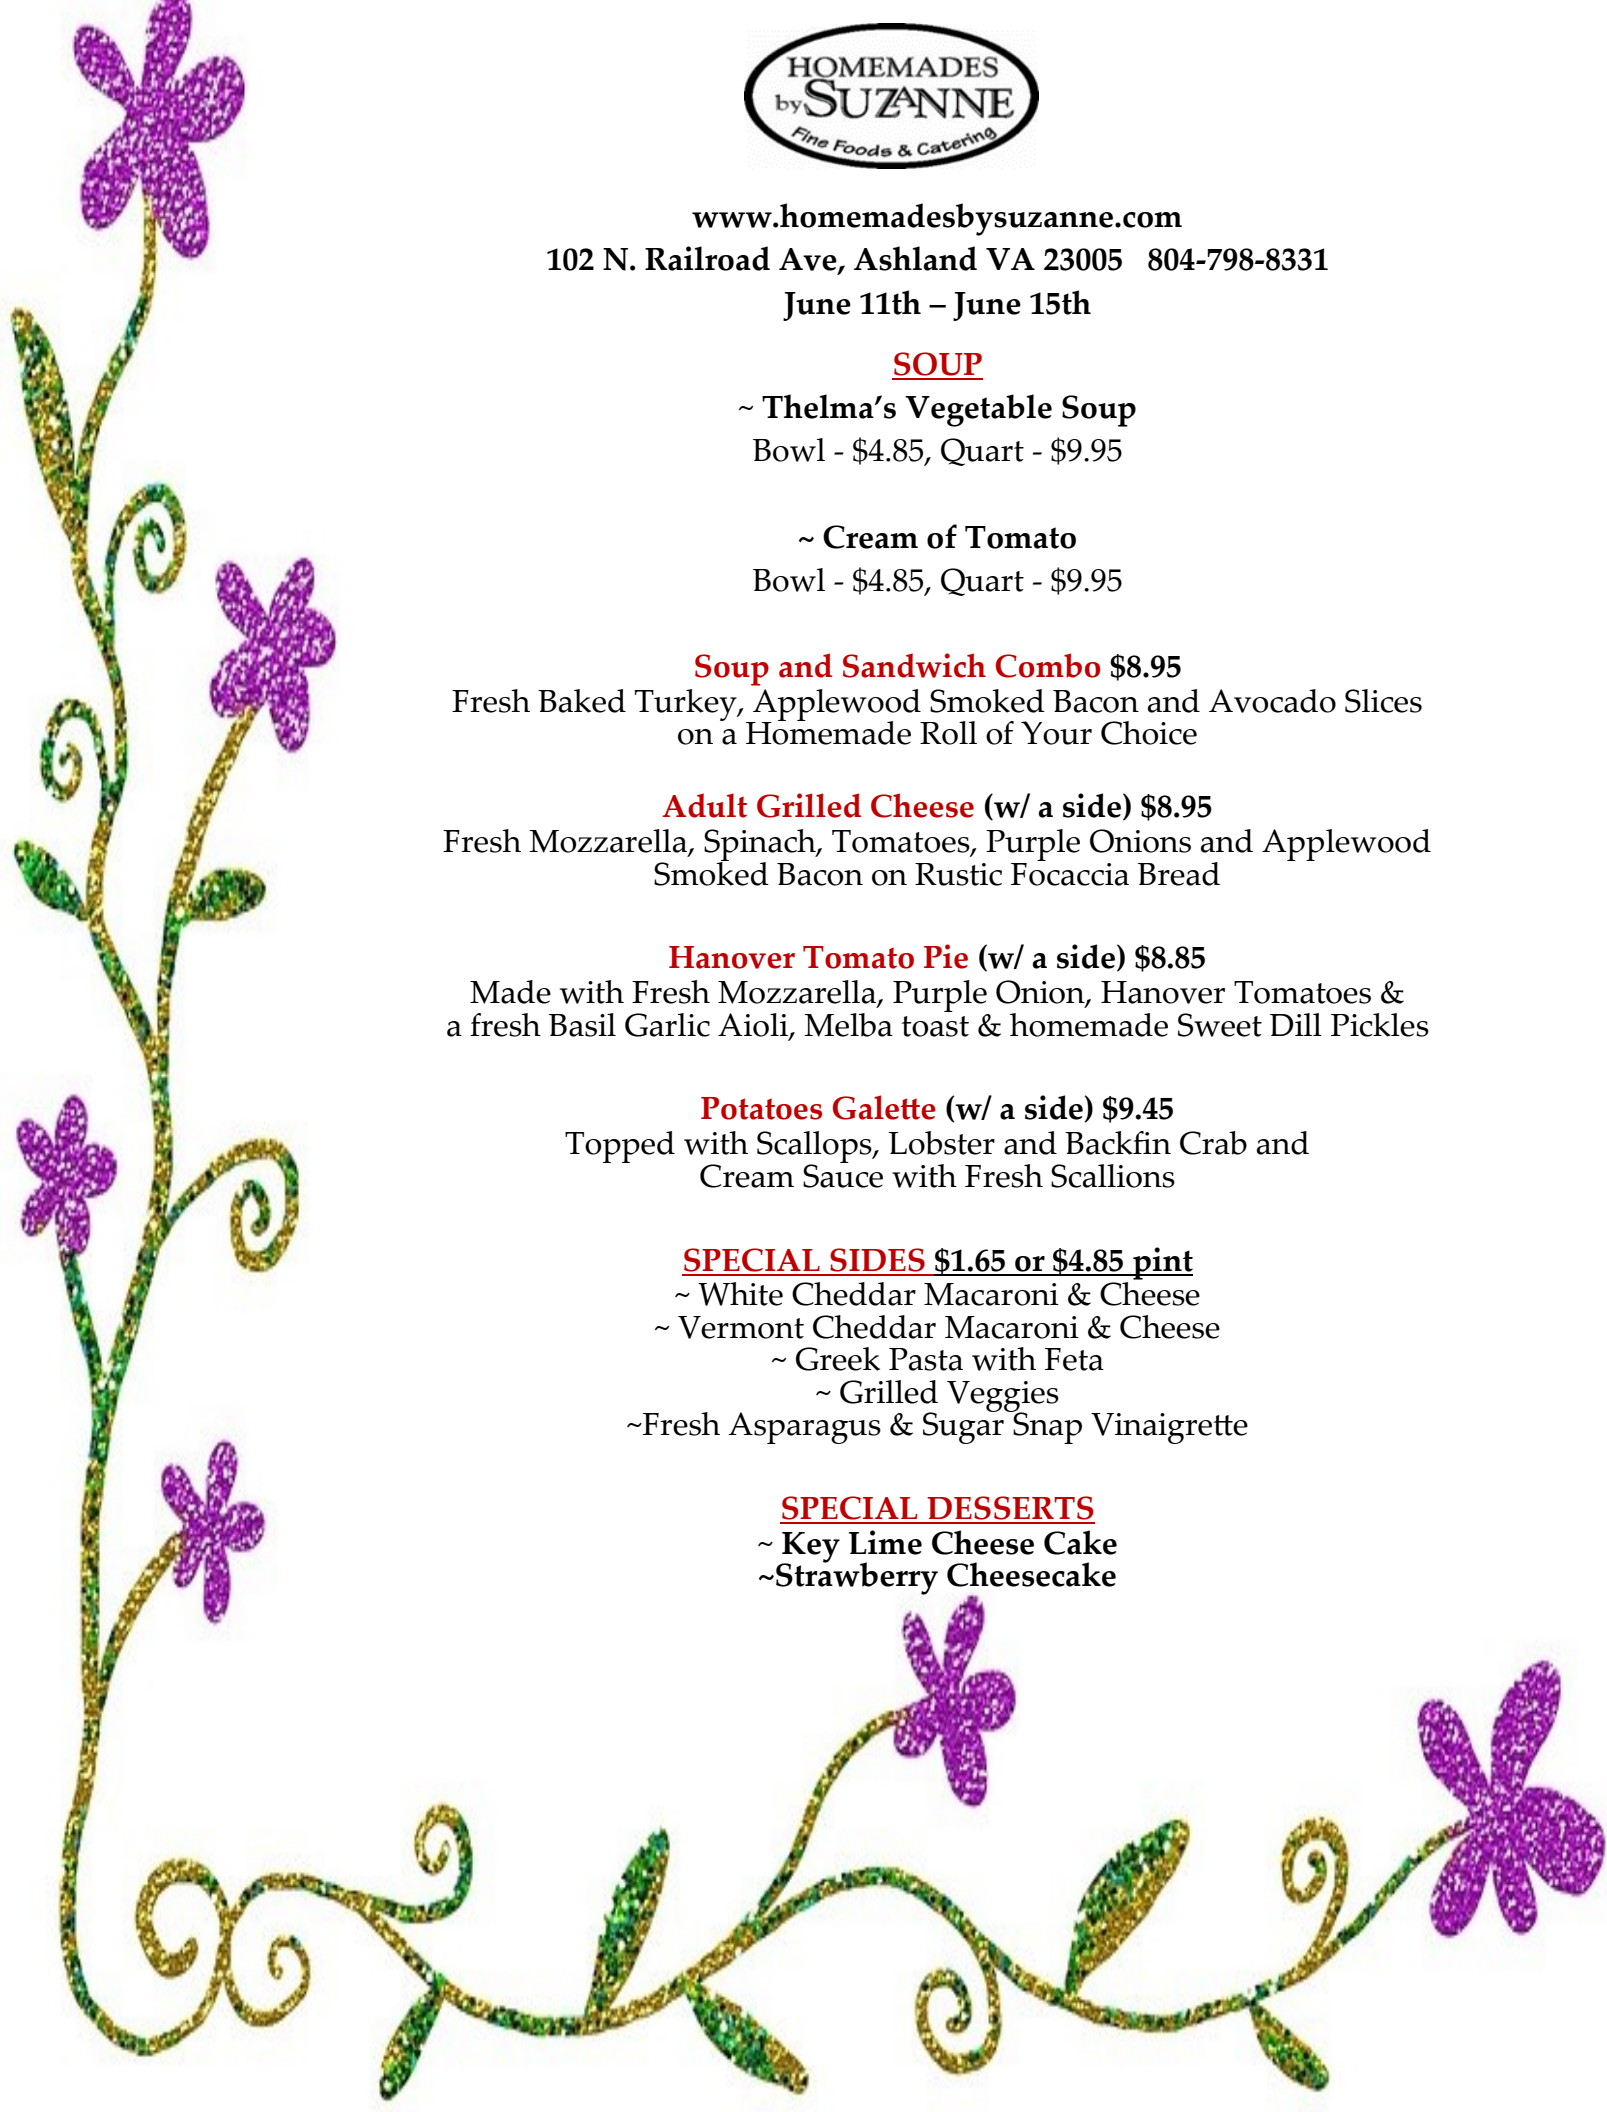 HOMEMADES
by SUZANNE
Fine Foods & Catering
www.homemadesbysuzanne.com
102 N. Railroad Ave, Ashland VA 23005 804-798-8331
June 11th – June 15th
SOUP
~ Thelma’s Vegetable Soup
Bowl - $4.85, Quart - $9.95
~ Cream of Tomato
Bowl - $4.85, Quart - $9.95
Soup and Sandwich Combo $8.95
Fresh Baked Turkey, Applewood Smoked Bacon and Avocado Slices
on a Homemade Roll of Your Choice
Adult Grilled Cheese (w/ a side) $8.95
Fresh Mozzarella, Spinach, Tomatoes, Purple Onions and Applewood
Smoked Bacon on Rustic Focaccia Bread
Hanover Tomato Pie (w/ a side) $8.85
Made with Fresh Mozzarella, Purple Onion, Hanover Tomatoes &
a fresh Basil Garlic Aioli, Melba toast & homemade Sweet Dill Pickles
Potatoes Galette (w/ a side) $9.45
Topped with Scallops, Lobster and Backfin Crab and
Cream Sauce with Fresh Scallions
SPECIAL SIDES $1.65 or $4.85 pint
~ White Cheddar Macaroni & Cheese
~ Vermont Cheddar Macaroni & Cheese
~ Greek Pasta with Feta
~ Grilled Veggies
~Fresh Asparagus & Sugar Snap Vinaigrette
SPECIAL DESSERTS
~ Key Lime Cheese Cake
~Strawberry Cheesecake